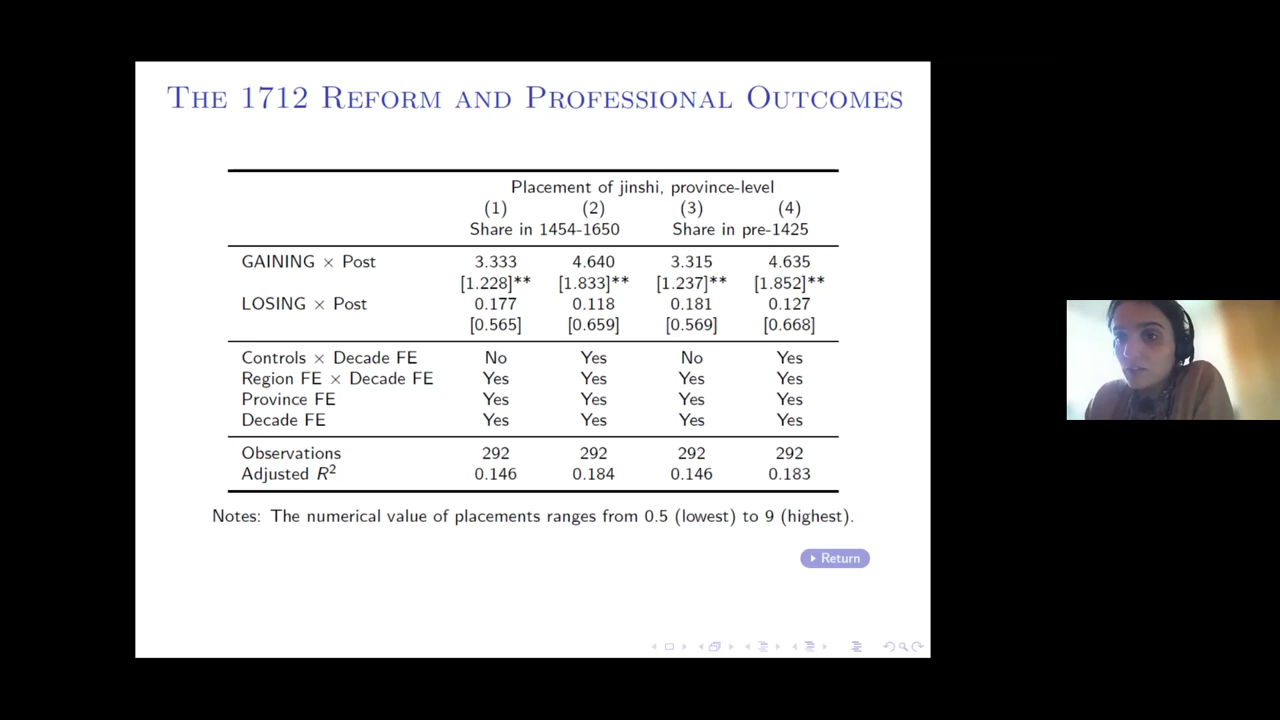 THE 1712 REFORM AND PROFESSIONAL OUTCOMES
Placement of jinshi, province-level
(1) (2) (3) (4)
Share in 1454-1650 Share in pre-1425
GAINING × Post 3.333 4.640 3.315 4.635
[1.228]** [1.833]** [1.237]** [1.852]**
LOSING × Post 0.177 0.118 0.181 0.127
[0.565] [0.659] [0.569] [0.668]
Controls × Decade FE No Yes No Yes
Region FE × Decade FE Yes Yes Yes Yes
Province FE Yes Yes Yes Yes
Decade FE Yes Yes Yes Yes
Observations 292 292 292 292
Adjusted R² 0.146 0.184 0.146 0.183
Notes: The numerical value of placements ranges from 0.5 (lowest) to 9 (highest).
Return